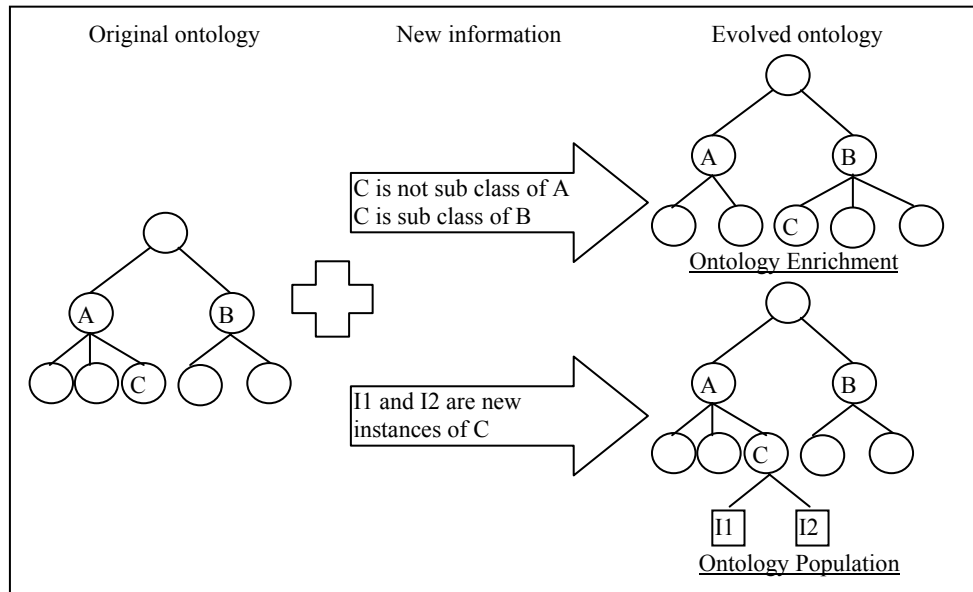 Original ontology
New information
Evolved ontology
A
B
C
C is not sub class of A
C is sub class of B
A
B
C
Ontology Enrichment
I1 and I2 are new
instances of C
A
B
C
I1
I2
Ontology Population